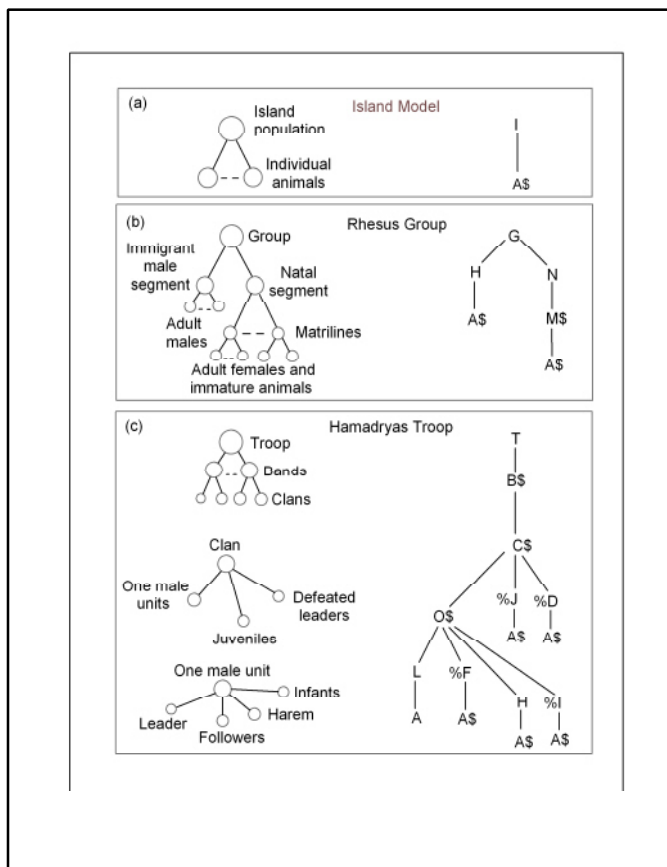 (a)
Island Model
Island
population
Individual
animals
I
A$
(b)
Rhesus Group
Group
Immigrant
male
segment
Natal
segment
Adult
males
Matrilines
Adult females and
immature animals
G
H
N
A$
M$
A$
(c)
Hamadryas Troop
Troop
Bands
Clans
Clan
One male
units
Defeated
leaders
Juveniles
One male unit
Infants
Leader
Harem
Followers
T
B$
C$
O$
%J
%D
A$
A$
L
%F
H
%I
A
A$
A$
A$